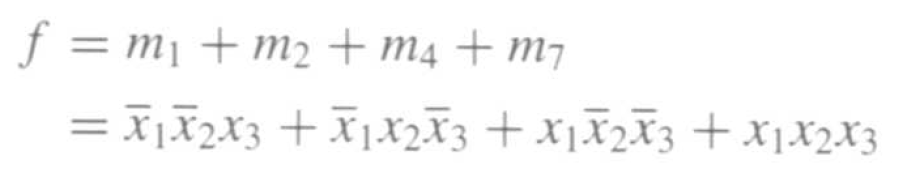 f = m₁ + m₂ + m₄ + m₇
= x̅₁x̅₂x₃ + x̅₁x₂x̅₃ + x₁x̅₂x̅₃ + x₁x₂x₃